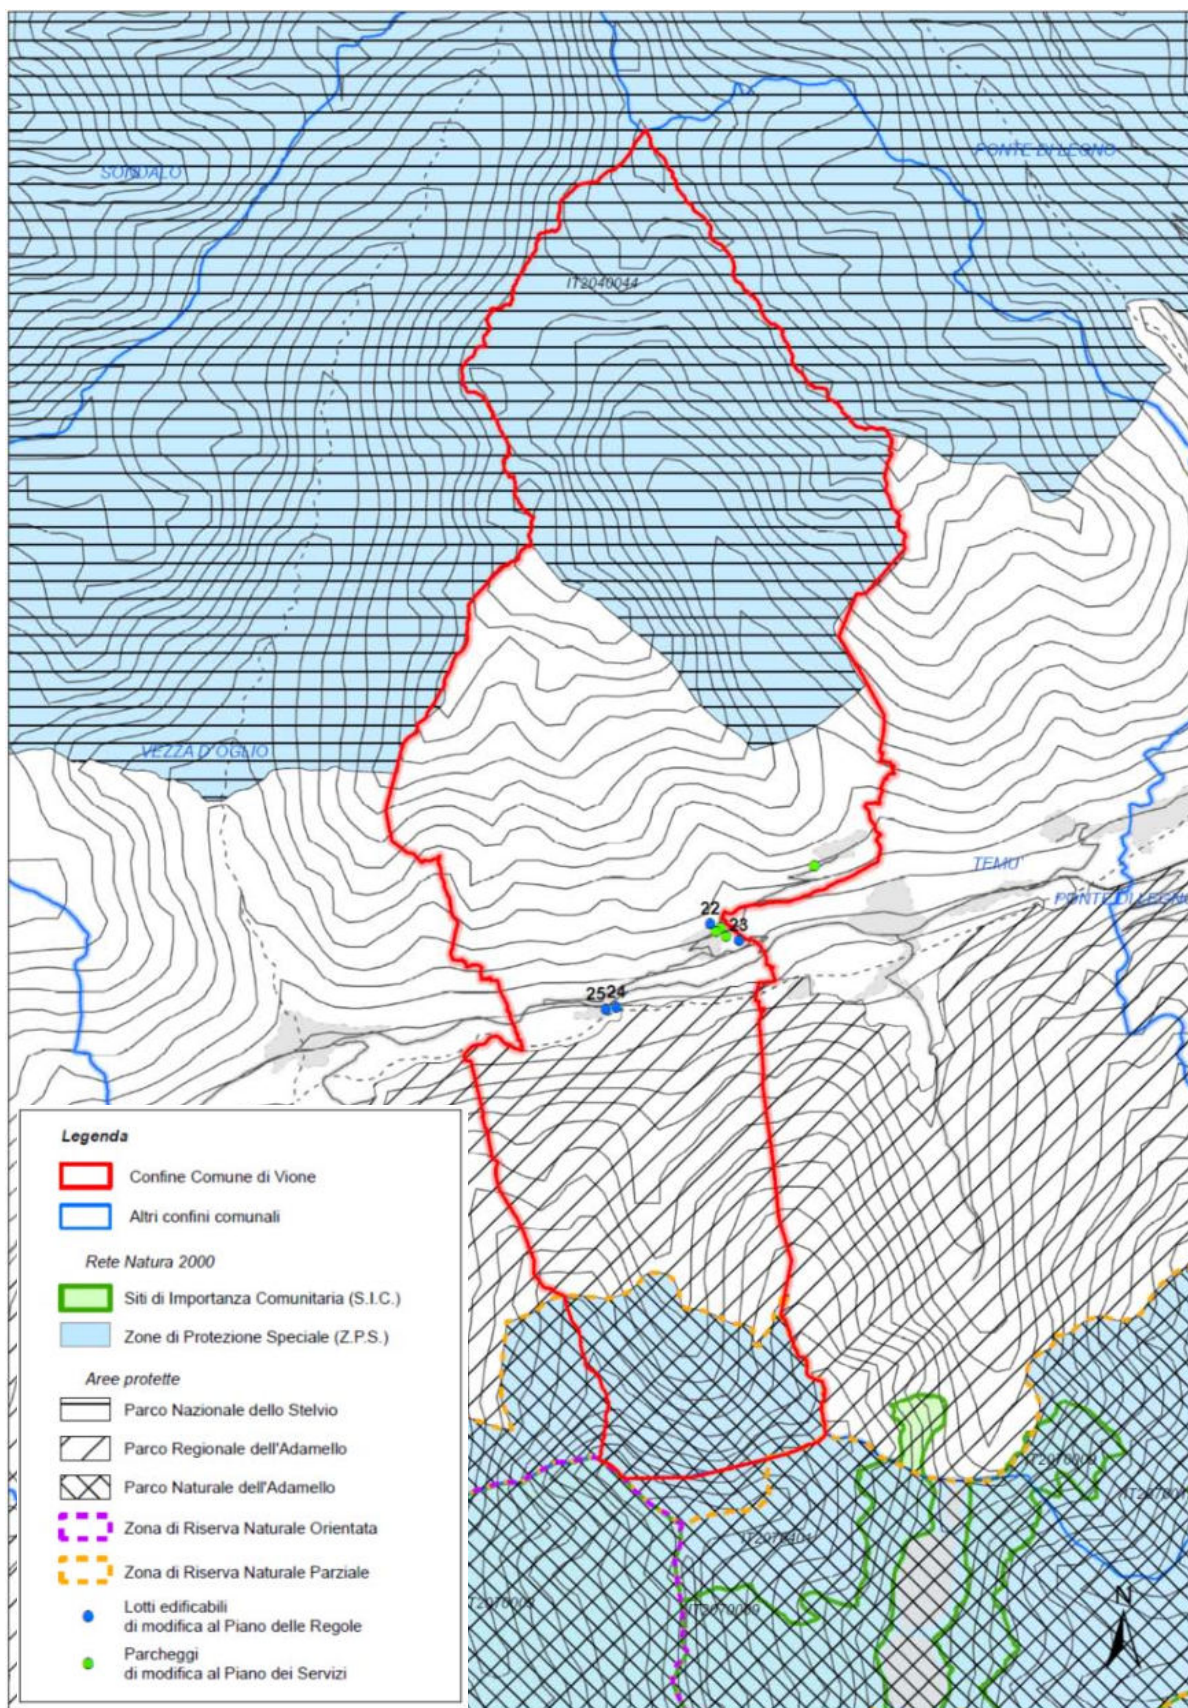 PONTE DI LEGNO
SONDALO
IT2040044
VEZZA D'OGLIO
TEMU'
PONTE DI LEGNO
22
23
25
24
Legenda
Confine Comune di Vione
Altri confini comunali
Rete Natura 2000
Siti di Importanza Comunitaria (S.I.C.)
Zone di Protezione Speciale (Z.P.S.)
Aree protette
Parco Nazionale dello Stelvio
Parco Regionale dell'Adamello
Parco Naturale dell'Adamello
Zona di Riserva Naturale Orientata
Zona di Riserva Naturale Parziale
Lotti edificabili
di modifica al Piano delle Regole
Parcheggi
di modifica al Piano dei Servizi
N